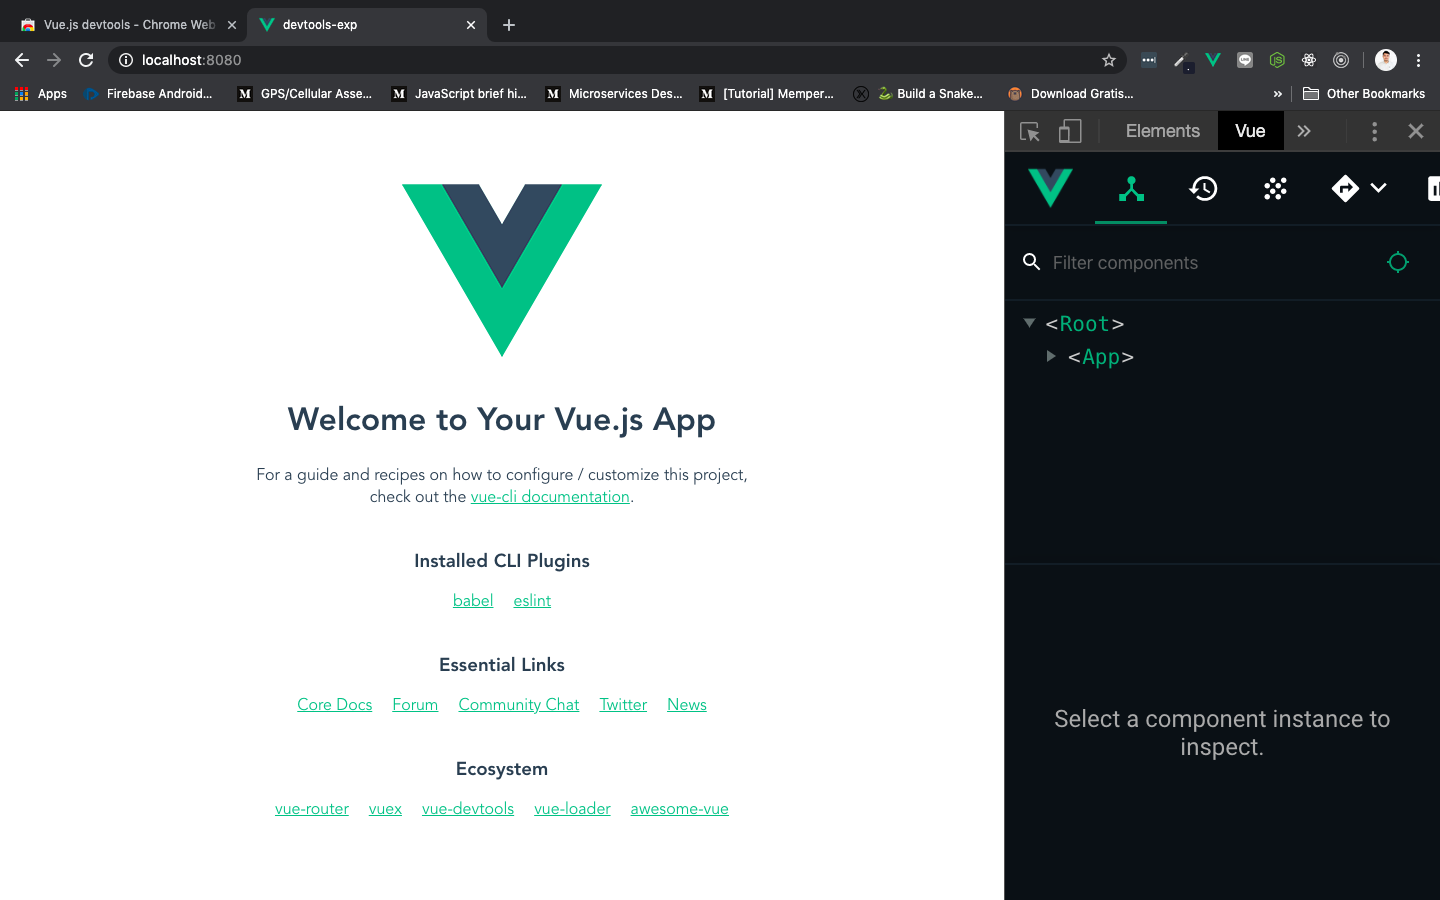 Vue.js devtools - Chrome Web
devtools-exp
localhost:8080
Apps
Firebase Android...
GPS/Cellular Asse...
JavaScript brief hi...
Microservices Des...
[Tutorial] Memper...
Build a Snake...
Download Gratis...
»
Other Bookmarks
Elements
Vue
»
Filter components
<Root>
<App>
Select a component instance to
inspect.
Welcome to Your Vue.js App
For a guide and recipes on how to configure / customize this project,
check out the vue-cli documentation.
Installed CLI Plugins
babel eslint
Essential Links
Core Docs Forum Community Chat Twitter News
Ecosystem
vue-router vuex vue-devtools vue-loader awesome-vue